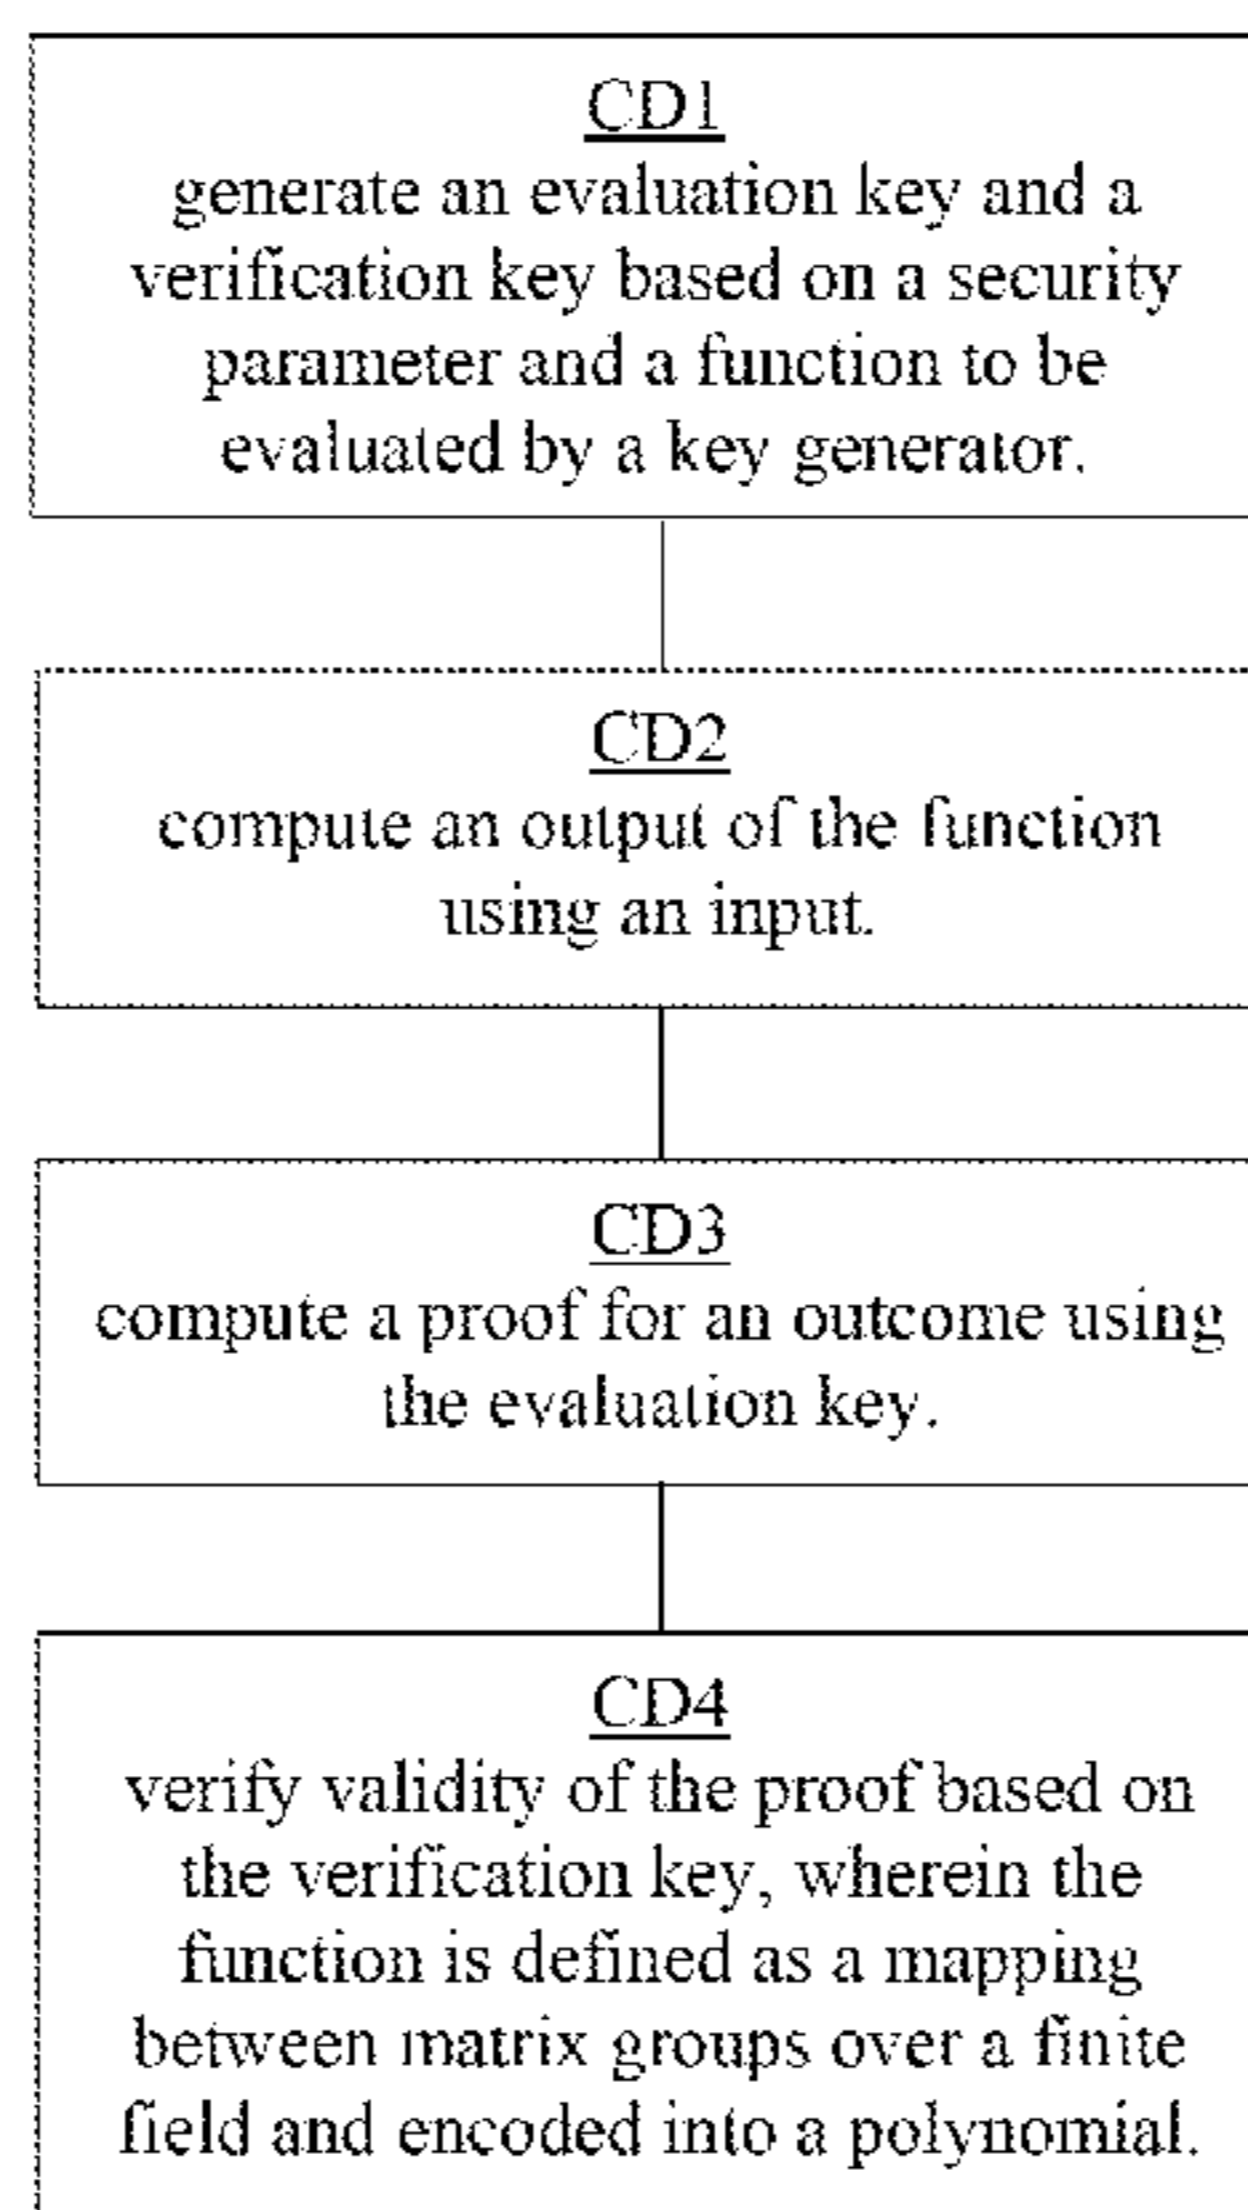 CD1
generate an evaluation key and a
verification key based on a security
parameter and a function to be
evaluated by a key generator.
CD2
compute an output of the function
using an input.
CD3
compute a proof for an outcome using
the evaluation key.
CD4
verify validity of the proof based on
the verification key, wherein the
function is defined as a mapping
between matrix groups over a finite
field and encoded into a polynomial.